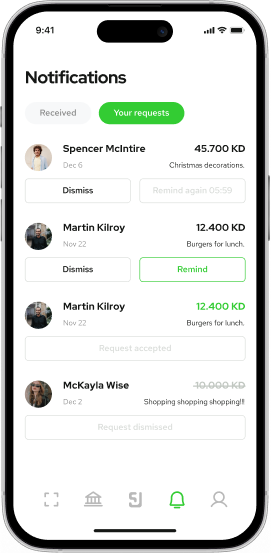 9:41
Notifications
Received
Your requests
Spencer McIntire 45.700 KD
Dec 6 Christmas decorations.
Dismiss
Remind again 05:59
Martin Kilroy 12.400 KD
Nov 22 Burgers for lunch.
Dismiss
Remind
Martin Kilroy 12.400 KD
Nov 22 Burgers for lunch.
Request accepted
McKayla Wise 10.000 KD
Dec 2 Shopping shopping shopping!!!
Request dismissed